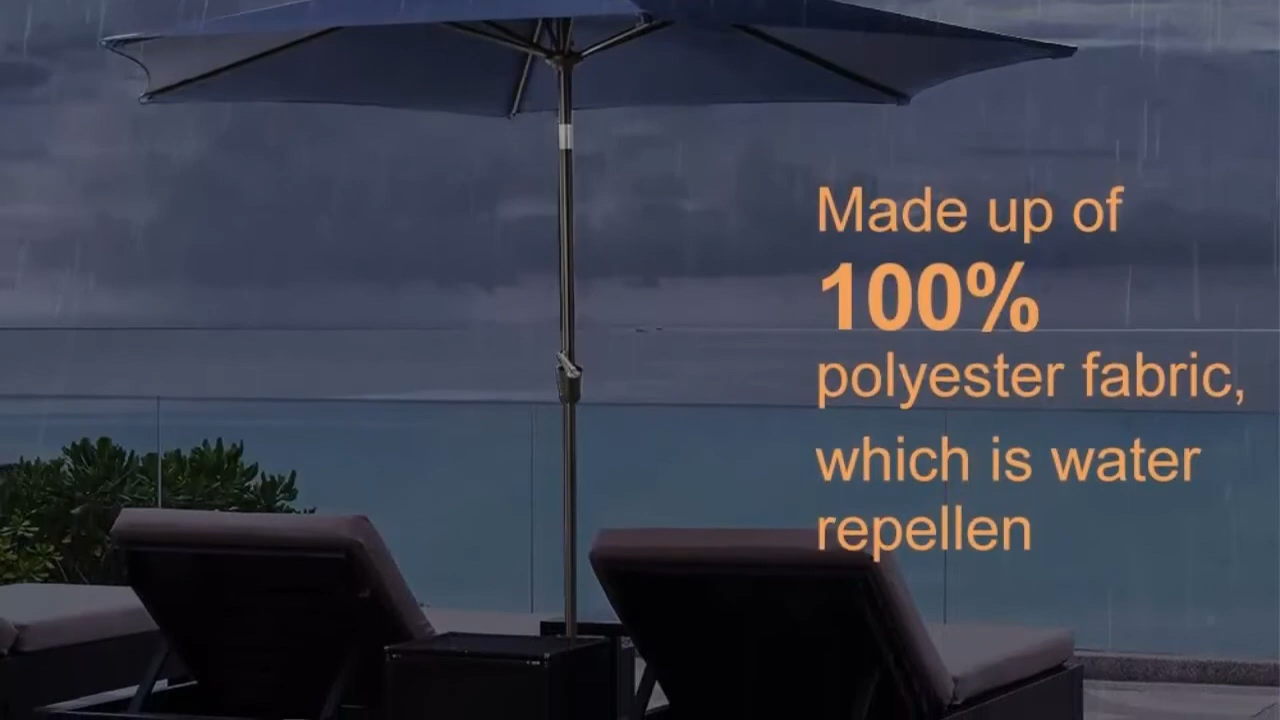 Made up of
100%
polyester fabric,
which is water
repellen